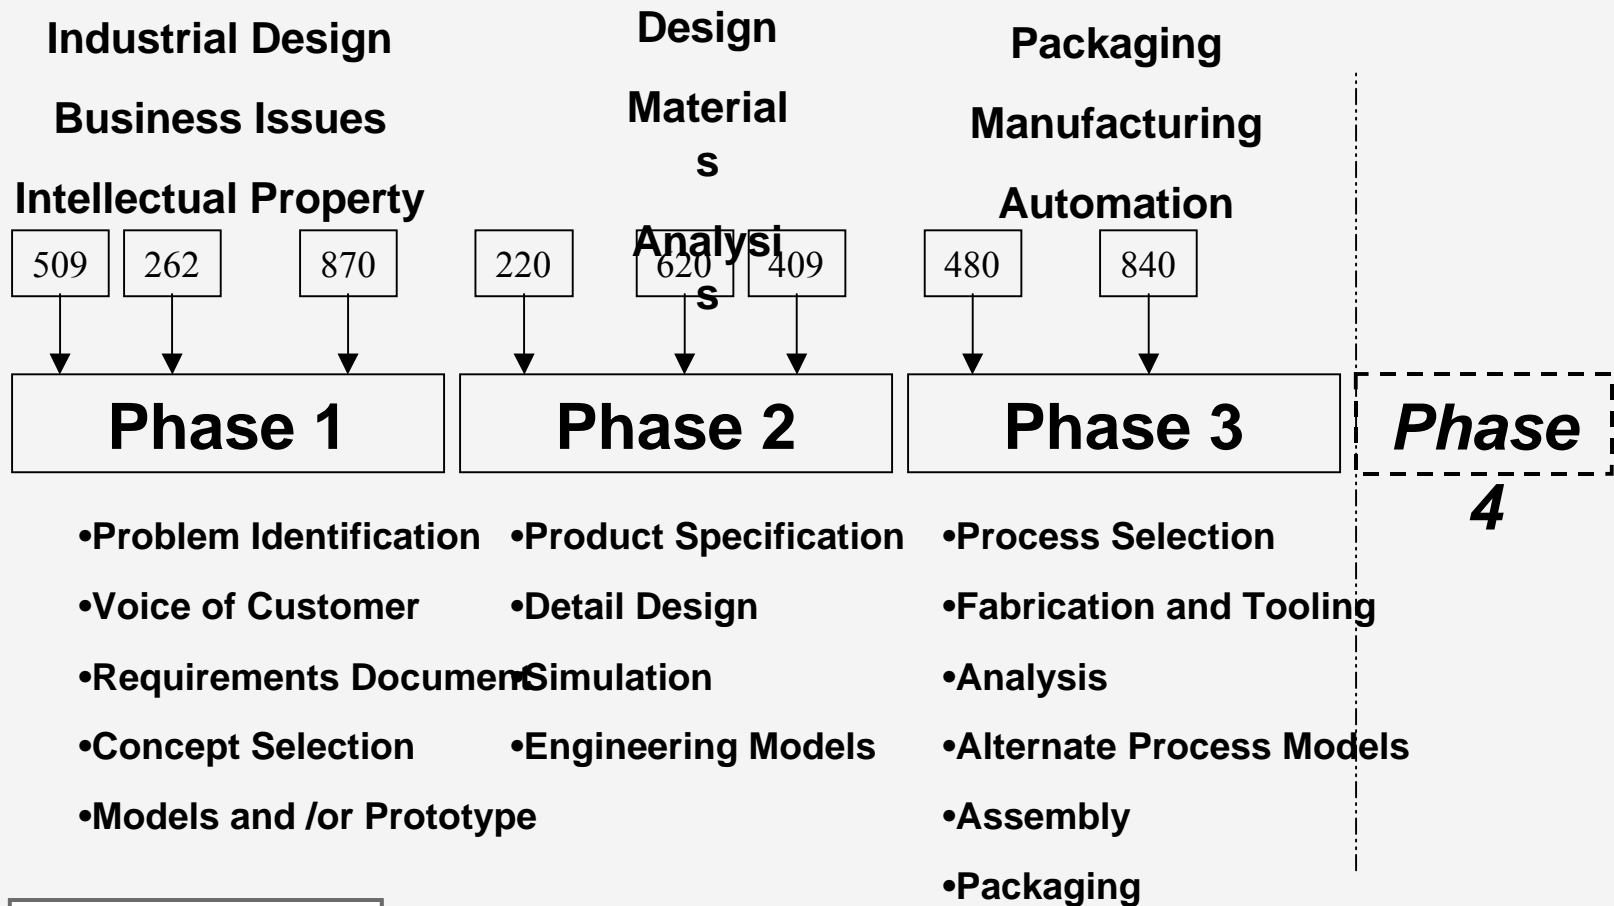 Industrial Design
Business Issues
Intellectual Property
Design
Material
s
Analysi
s
Packaging
Manufacturing
Automation
509
262
870
220
620
409
480
840
Phase 1
Phase 2
Phase 3
Phase
4
•Problem Identification
•Voice of Customer
•Requirements Document
•Concept Selection
•Models and /or Prototype
•Product Specification
•Detail Design
•Simulation
•Engineering Models
•Process Selection
•Fabrication and Tooling
•Analysis
•Alternate Process Models
•Assembly
•Packaging